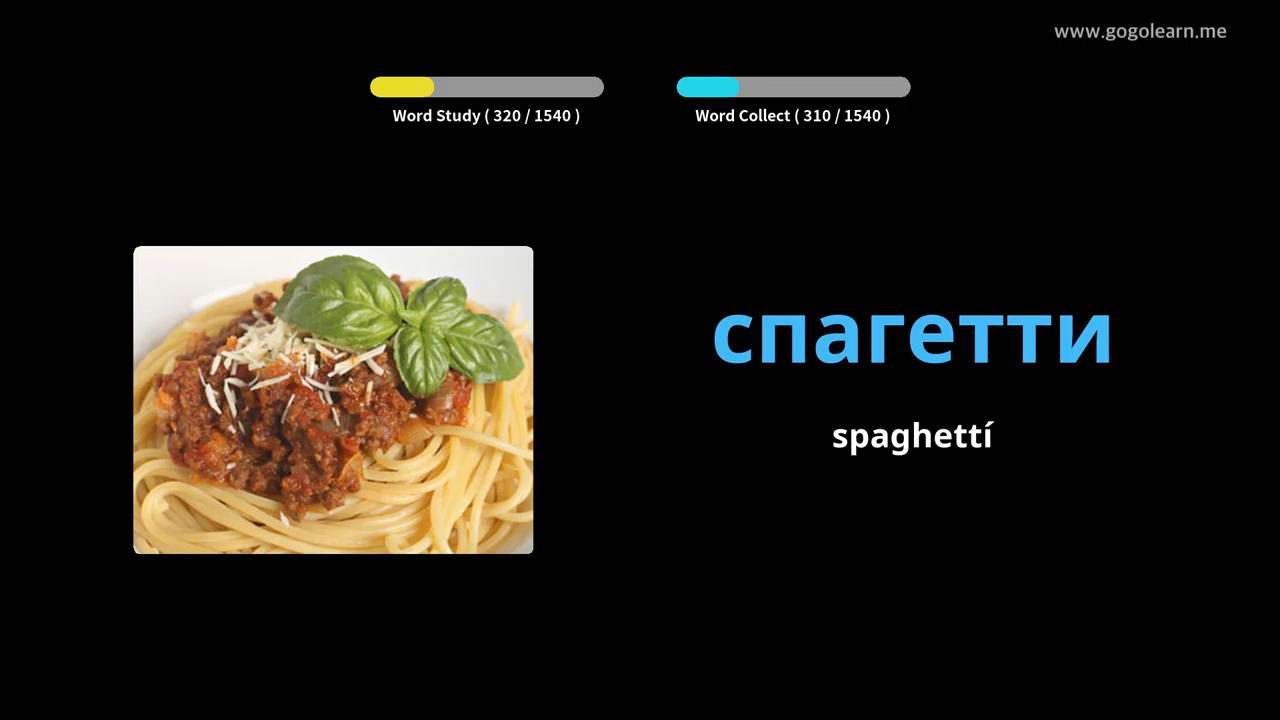 www.gogolearn.me
Word Study ( 320 / 1540 )
Word Collect ( 310 / 1540 )
спагетти
spaghettí